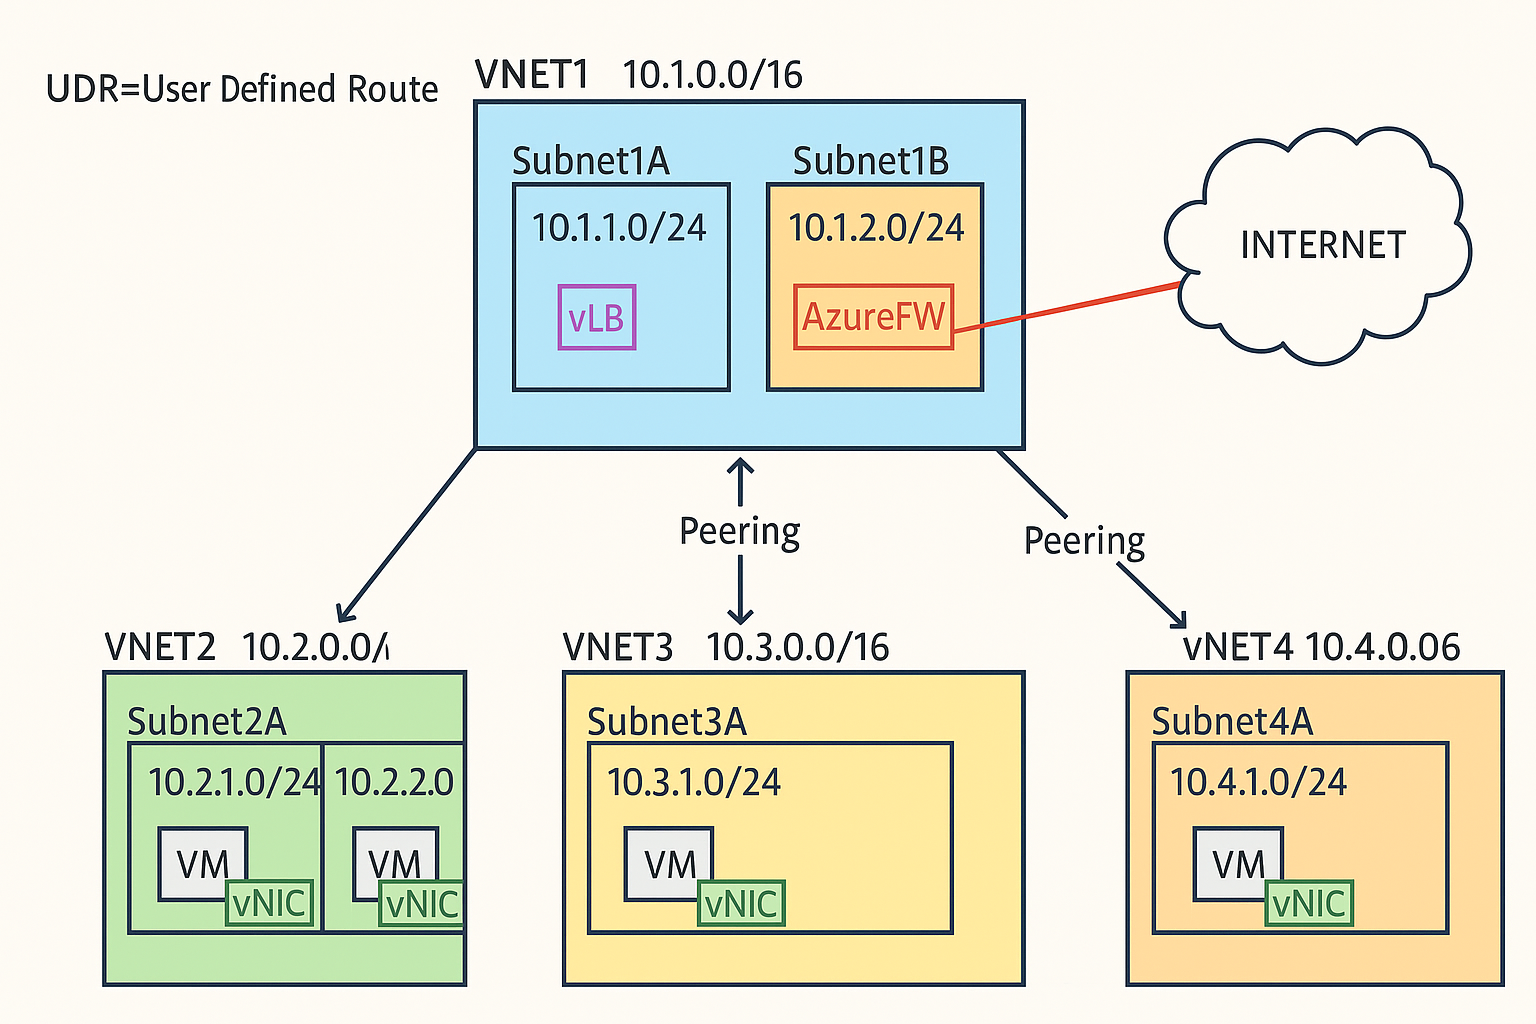 UDR=User Defined Route
VNET1 10.1.0.0/16
Subnet1A
Subnet1B
10.1.1.0/24
10.1.2.0/24
vLB
AzureFW
INTERNET
Peering
Peering
VNET2 10.2.0.0/
VNET3 10.3.0.0/16
vNET4 10.4.0.06
Subnet2A
10.2.1.0/24
10.2.2.0
VM
vNIC
VM
vNIC
Subnet3A
10.3.1.0/24
VM
vNIC
Subnet4A
10.4.1.0/24
VM
vNIC